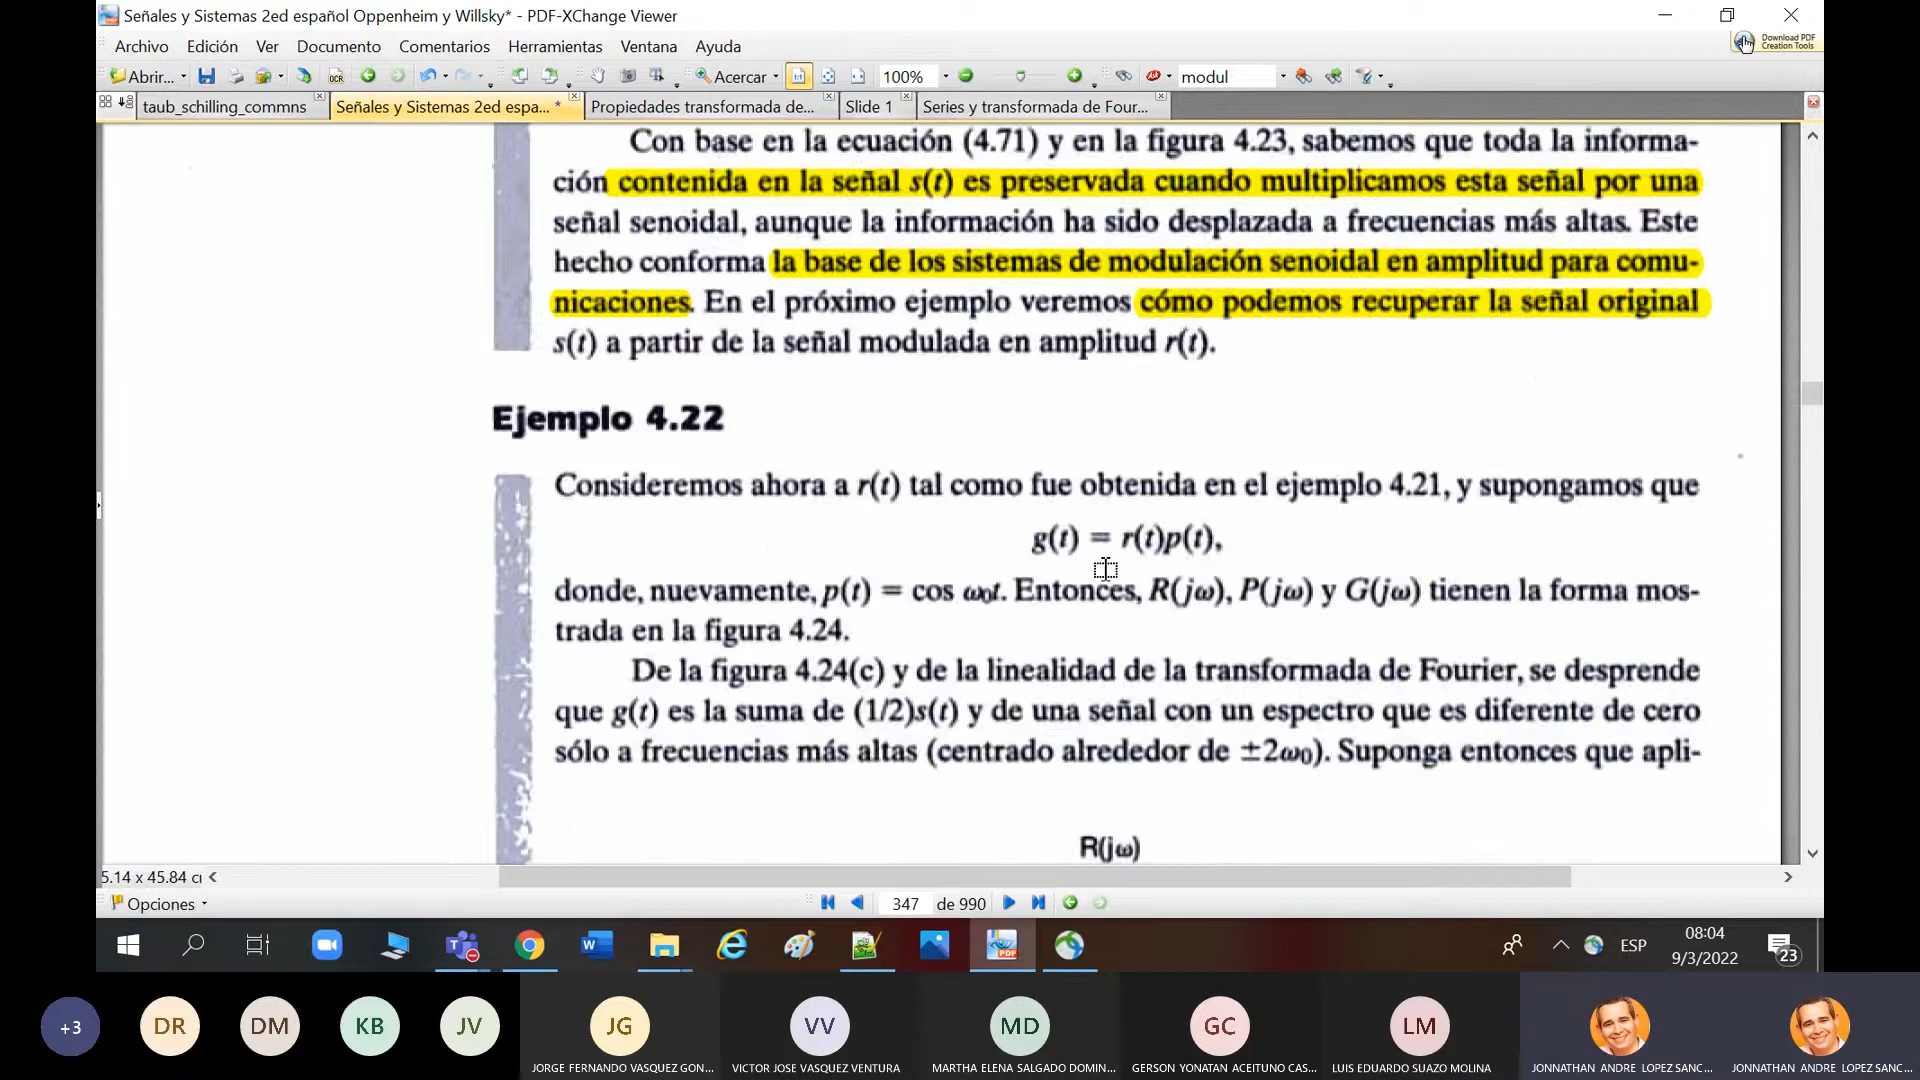 Señales y Sistemas 2ed español Oppenheim y Willsky* - PDF-XChange Viewer
Archivo Edición Ver Documento Comentarios Herramientas Ventana Ayuda
Download PDF
Creation Tools
Abrir... OCR Acercar 100% modul
taub_schilling_commns Señales y Sistemas 2ed espa... * Propiedades transformada de... Slide 1 Series y transformada de Four...
Con base en la ecuación (4.71) y en la figura 4.23, sabemos que toda la informa-
ción contenida en la señal s(t) es preservada cuando multiplicamos esta señal por una
señal senoidal, aunque la información ha sido desplazada a frecuencias más altas. Este
hecho conforma la base de los sistemas de modulación senoidal en amplitud para comu-
nicaciones. En el próximo ejemplo veremos cómo podemos recuperar la señal original
s(t) a partir de la señal modulada en amplitud r(t).
Ejemplo 4.22
Consideremos ahora a r(t) tal como fue obtenida en el ejemplo 4.21, y supongamos que
g(t) = r(t)p(t),
donde, nuevamente, p(t) = cos ω₀t. Entonces, R(jω), P(jω) y G(jω) tienen la forma mos-
trada en la figura 4.24.
De la figura 4.24(c) y de la linealidad de la transformada de Fourier, se desprende
que g(t) es la suma de (1/2)s(t) y de una señal con un espectro que es diferente de cero
sólo a frecuencias más altas (centrado alrededor de ±2ω₀). Suponga entonces que apli-
R(jω)
5.14 x 45.84 c
Opciones 347 de 990
ESP 08:04
9/3/2022 23
+3 DR DM KB JV JG VV MD GC LM
JORGE FERNANDO VASQUEZ GON... VICTOR JOSE VASQUEZ VENTURA MARTHA ELENA SALGADO DOMIN... GERSON YONATAN ACEITUNO CAS... LUIS EDUARDO SUAZO MOLINA JONNATHAN ANDRE LOPEZ SANC... JONNATHAN ANDRE LOPEZ SANC...